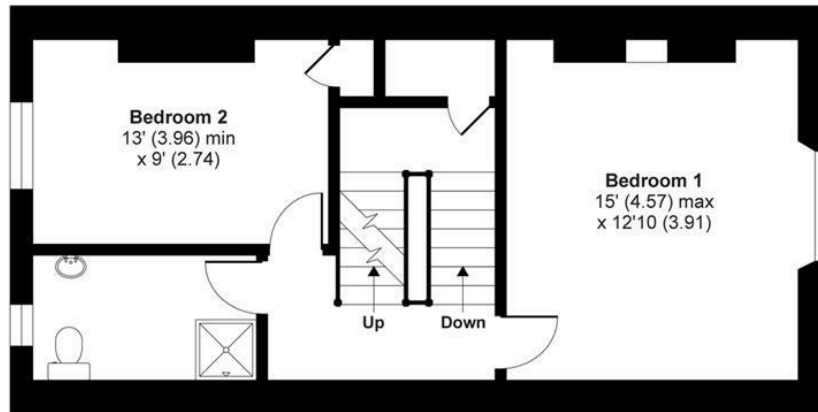 Bedroom 2
13' (3.96) min
x 9' (2.74)
Bedroom 1
15' (4.57) max
x 12'10 (3.91)
Up
Down